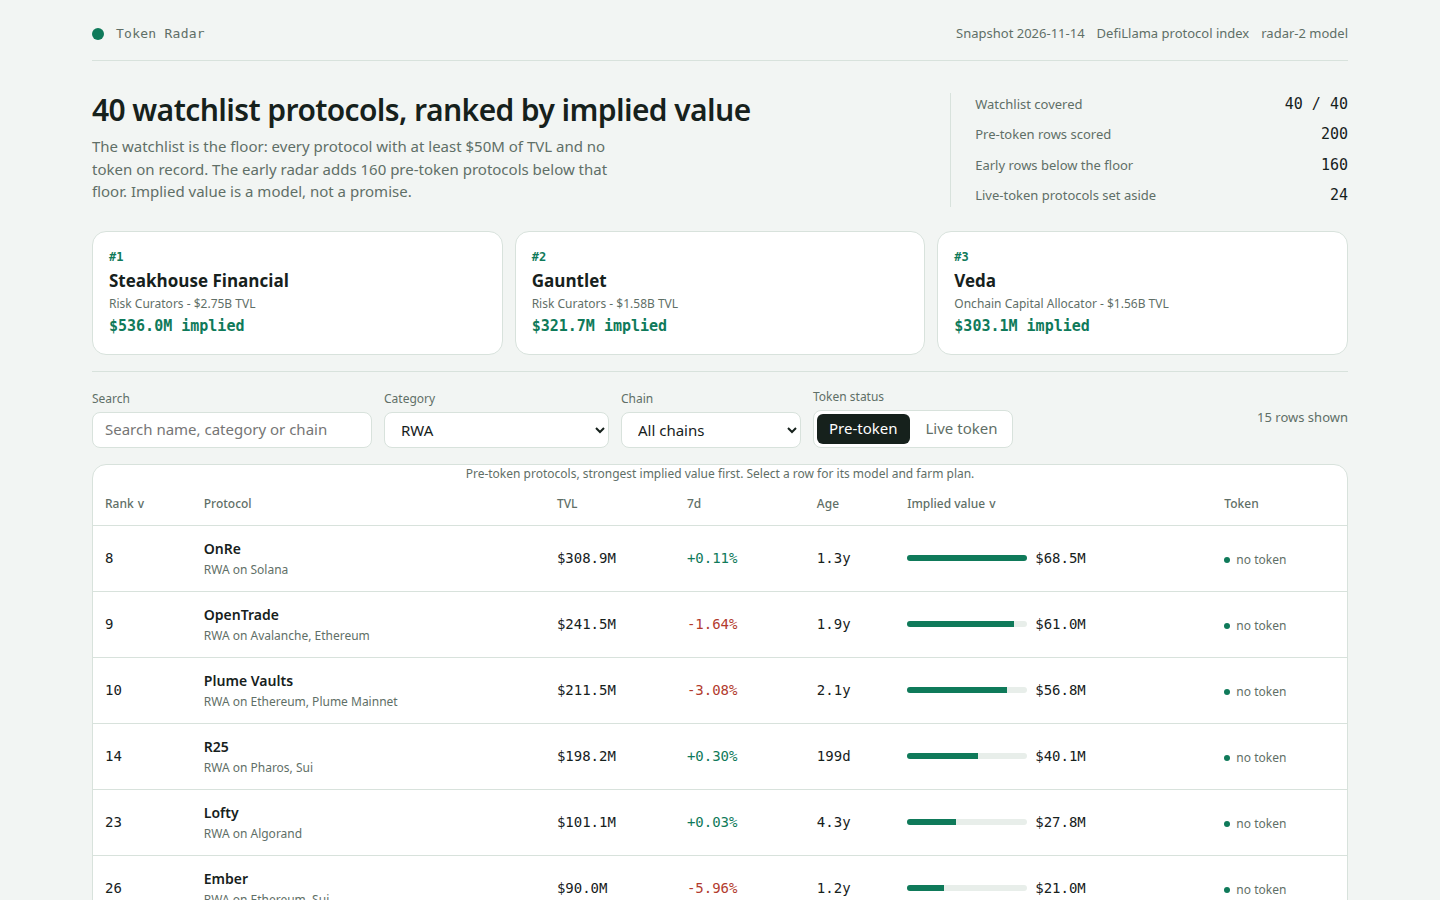 Token Radar
Snapshot 2026-11-14 DefiLlama protocol index radar-2 model
40 watchlist protocols, ranked by implied value
The watchlist is the floor: every protocol with at least $50M of TVL and no
token on record. The early radar adds 160 pre-token protocols below that
floor. Implied value is a model, not a promise.
Watchlist covered 40 / 40
Pre-token rows scored 200
Early rows below the floor 160
Live-token protocols set aside 24
#1
Steakhouse Financial
Risk Curators - $2.75B TVL
$536.0M implied
#2
Gauntlet
Risk Curators - $1.58B TVL
$321.7M implied
#3
Veda
Onchain Capital Allocator - $1.56B TVL
$303.1M implied
Search
Search name, category or chain
Category
RWA
Chain
All chains
Token status
Pre-token Live token
15 rows shown
Pre-token protocols, strongest implied value first. Select a row for its model and farm plan.
Rank v Protocol TVL 7d Age Implied value v Token
8 OnRe $308.9M +0.11% 1.3y $68.5M no token
RWA on Solana
9 OpenTrade $241.5M -1.64% 1.9y $61.0M no token
RWA on Avalanche, Ethereum
10 Plume Vaults $211.5M -3.08% 2.1y $56.8M no token
RWA on Ethereum, Plume Mainnet
14 R25 $198.2M +0.30% 199d $40.1M no token
RWA on Pharos, Sui
23 Lofty $101.1M +0.03% 4.3y $27.8M no token
RWA on Algorand
26 Ember $90.0M -5.96% 1.2y $21.0M no token
RWA on Ethereum, Sui